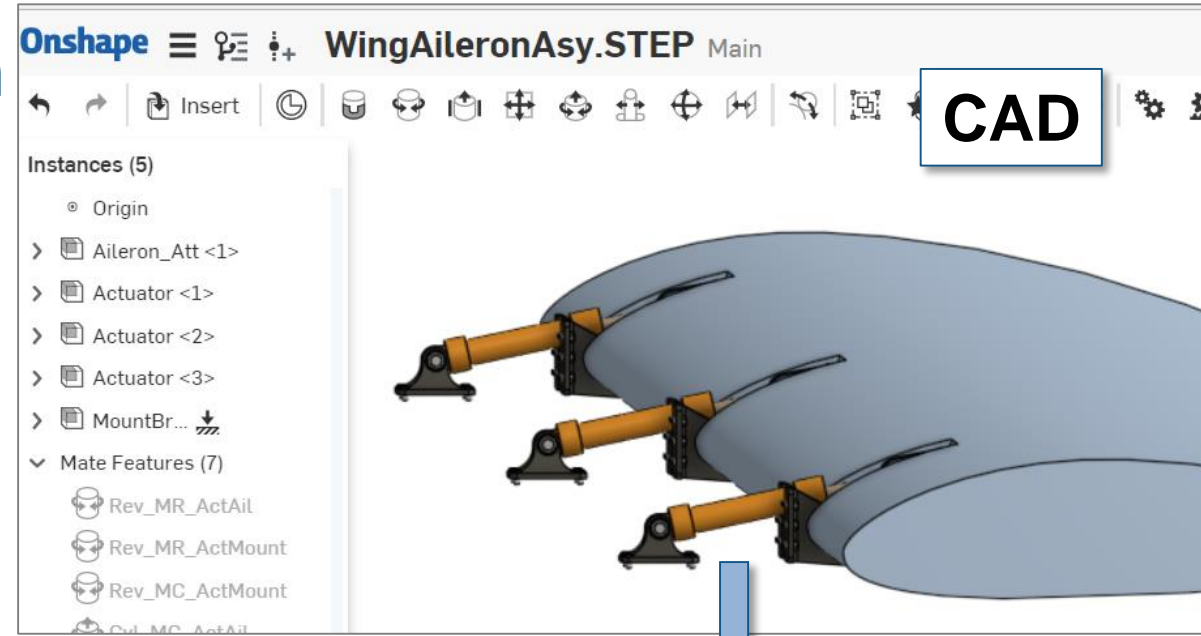 Onshape WingAileronAsy.STEP Main
Insert
CAD
Instances (5)
Origin
Aileron_Att <1>
Actuator <1>
Actuator <2>
Actuator <3>
MountBr...
Mate Features (7)
Rev_MR_ActAil
Rev_MR_ActMount
Rev_MC_ActMount
Cyl_MC_ActAil